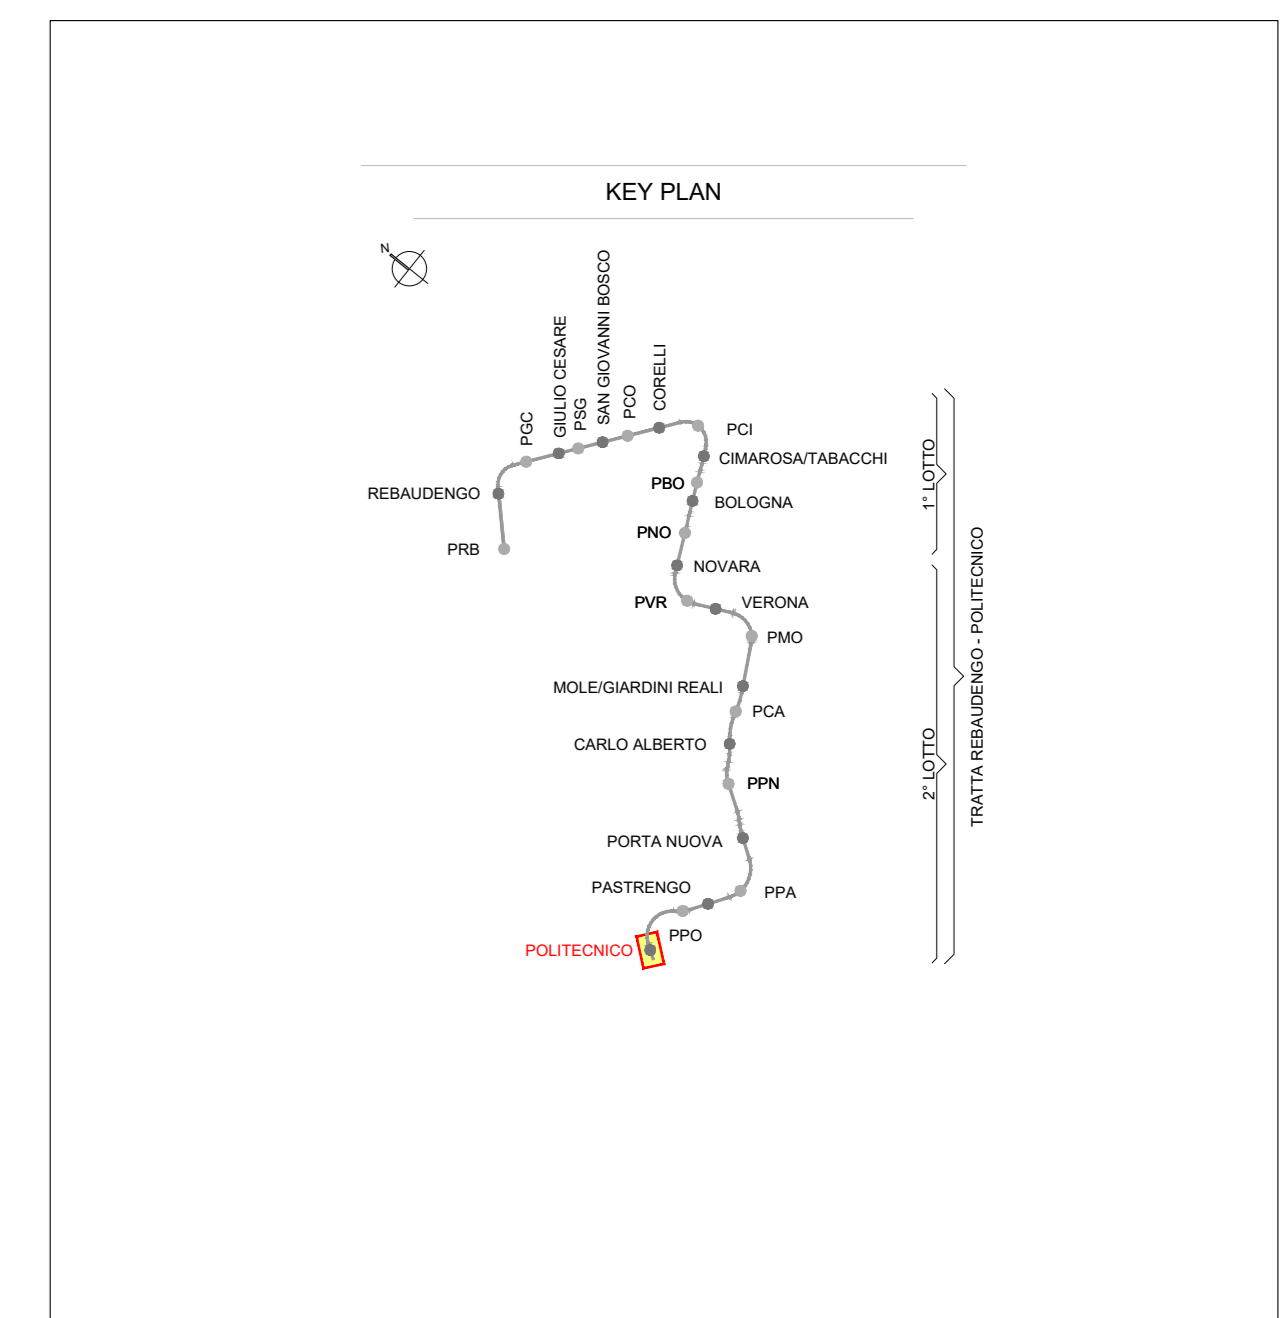 KEY PLAN
N
PGC
GIULIO CESARE
PSG
SAN GIOVANNI BOSCO
PCO
CORELLI
PCI
CIMAROSA/TABACCHI
REBAUDENGO
PBO
BOLOGNA
PNO
PRB
NOVARA
PVR
VERONA
PMO
MOLE/GIARDINI REALI
PCA
CARLO ALBERTO
PPN
PORTA NUOVA
PASTRENGO
PPA
PPO
POLITECNICO
1° LOTTO
2° LOTTO
TRATTA REBAUDENGO - POLITECNICO